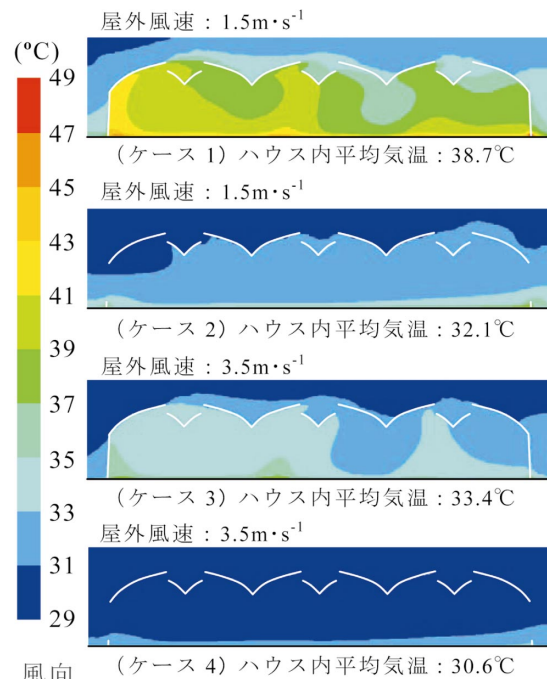 屋外風速：1.5m·s⁻¹
(ºC)
49
47
45
43
41
39
37
35
33
31
29
(ケース 1) ハウス内平均気温：38.7℃
屋外風速：1.5m·s⁻¹
(ケース 2) ハウス内平均気温：32.1℃
屋外風速：3.5m·s⁻¹
(ケース 3) ハウス内平均気温：33.4℃
屋外風速：3.5m·s⁻¹
(ケース 4) ハウス内平均気温：30.6℃
風向